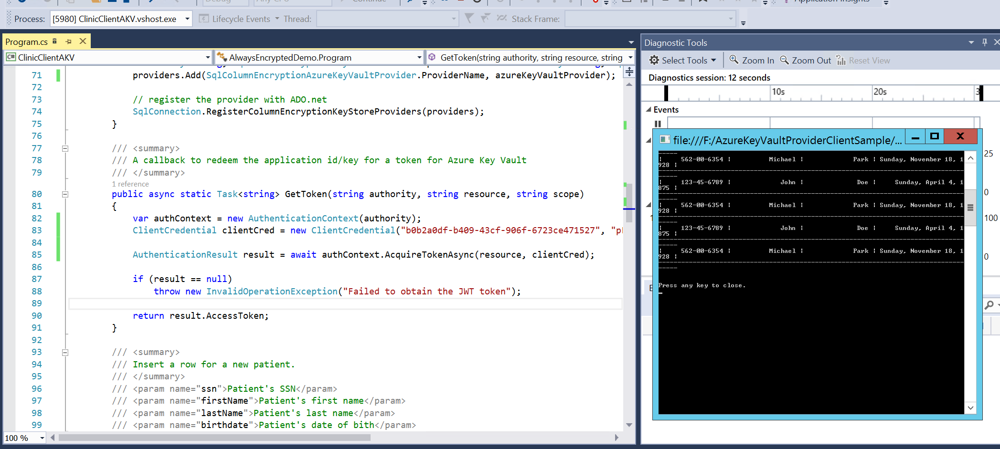 Continue
Process: [5980] ClinicClientAKV.vshost.exe Lifecycle Events Thread: Stack Frame:
Program.cs
C# ClinicClientAKV AlwaysEncryptedDemo.Program GetToken(string authority, string resource, string
71 providers.Add(SqlColumnEncryptionAzureKeyVaultProvider.ProviderName, azureKeyVaultProvider);
72
73 // register the provider with ADO.net
74 SqlConnection.RegisterColumnEncryptionKeyStoreProviders(providers);
75 }
76
77 /// <summary>
78 /// A callback to redeem the application id/key for a token for Azure Key Vault
79 /// </summary>
1 reference
80 public async static Task<string> GetToken(string authority, string resource, string scope)
81 {
82 var authContext = new AuthenticationContext(authority);
83 ClientCredential clientCred = new ClientCredential("b0b2a0df-b409-43cf-906f-6723ce471527", "p
84
85 AuthenticationResult result = await authContext.AcquireTokenAsync(resource, clientCred);
86
87 if (result == null)
88 throw new InvalidOperationException("Failed to obtain the JWT token");
89
90 return result.AccessToken;
91 }
92
93 /// <summary>
94 /// Insert a row for a new patient.
95 /// </summary>
96 /// <param name="ssn">Patient's SSN</param>
97 /// <param name="firstName">Patient's first name</param>
98 /// <param name="lastName">Patient's last name</param>
99 /// <param name="birthdate">Patient's date of bith</param>
100 %
Diagnostic Tools
Select Tools Zoom In Zoom Out Reset View
Diagnostics session: 12 seconds
10s 20s 3
Events
file:///F:/AzureKeyVaultProviderClientSample/...
-----
| 562-00-6354 | Michael | Park | Sunday, November 18, 1
928 |
-----
| 123-45-6789 | John | Doe | Sunday, April 4, 1
875 |
-----
| 562-00-6354 | Michael | Park | Sunday, November 18, 1
928 |
-----
| 123-45-6789 | John | Doe | Sunday, April 4, 1
875 |
-----
| 562-00-6354 | Michael | Park | Sunday, November 18, 1
928 |
-----
Press any key to close.
25
0
100
0